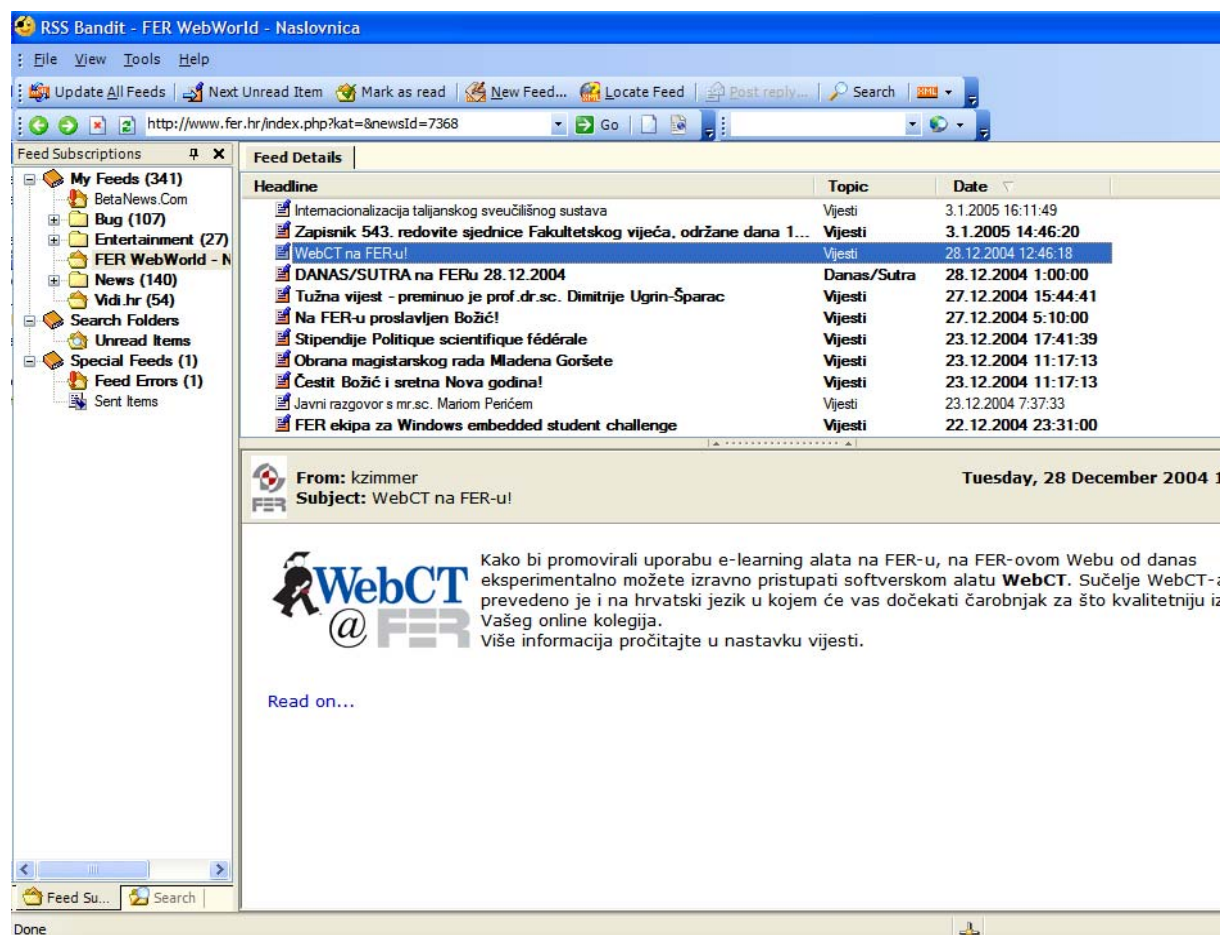 RSS Bandit - FER WebWorld - Naslovnica
File View Tools Help
Update All Feeds Next Unread Item Mark as read New Feed... Locate Feed Post reply... Search XML
http://www.fer.hr/index.php?kat=&newsId=7368 Go
Feed Subscriptions
My Feeds (341)
BetaNews.Com
Bug (107)
Entertainment (27)
FER WebWorld - N
News (140)
Vidi.hr (54)
Search Folders
Unread Items
Special Feeds (1)
Feed Errors (1)
Sent Items
Feed Su... Search
Feed Details
Headline Topic Date
Internacionalizacija talijanskog sveučilišnog sustava Vijesti 3.1.2005 16:11:49
Zapisnik 543. redovite sjednice Fakultetskog vijeća, održane dana 1... Vijesti 3.1.2005 14:46:20
WebCT na FER-u! Vijesti 28.12.2004 12:46:18
DANAS/SUTRA na FERu 28.12.2004 Danas/Sutra 28.12.2004 1:00:00
Tužna vijest - preminuo je prof.dr.sc. Dimitrije Ugrin-Šparac Vijesti 27.12.2004 15:44:41
Na FER-u proslavljen Božić! Vijesti 27.12.2004 5:10:00
Stipendije Politique scientifique fédérale Vijesti 23.12.2004 17:41:39
Obrana magistarskog rada Mladena Goršete Vijesti 23.12.2004 11:17:13
Čestit Božić i sretna Nova godina! Vijesti 23.12.2004 11:17:13
Javni razgovor s mr.sc. Mariom Perićem Vijesti 23.12.2004 7:37:33
FER ekipa za Windows embedded student challenge Vijesti 22.12.2004 23:31:00
FER
From: kzimmer Tuesday, 28 December 2004 1
Subject: WebCT na FER-u!
WebCT
@ FER
Kako bi promovirali uporabu e-learning alata na FER-u, na FER-ovom Webu od danas
eksperimentalno možete izravno pristupati softverskom alatu WebCT. Sučelje WebCT-a
prevedeno je i na hrvatski jezik u kojem će vas dočekati čarobnjak za što kvalitetniju iz
Vašeg online kolegija.
Više informacija pročitajte u nastavku vijesti.
Read on...
Done